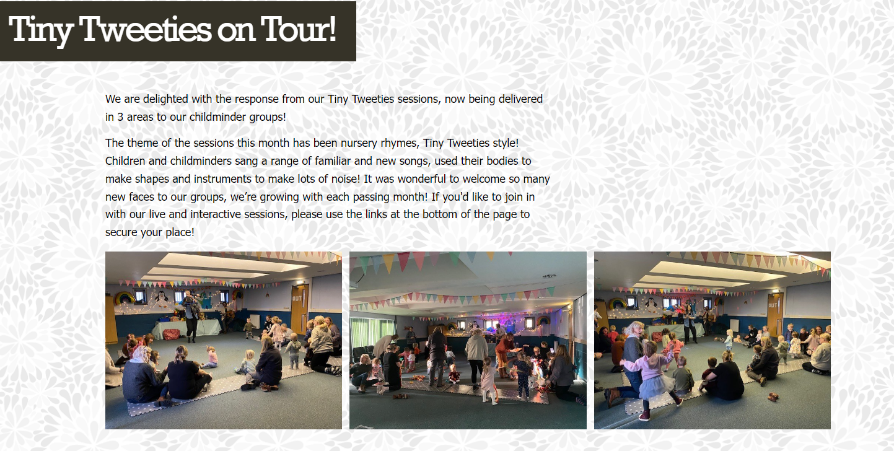 Tiny Tweeties on Tour!
We are delighted with the response from our Tiny Tweeties sessions, now being delivered
in 3 areas to our childminder groups!
The theme of the sessions this month has been nursery rhymes, Tiny Tweeties style!
Children and childminders sang a range of familiar and new songs, used their bodies to
make shapes and instruments to make lots of noise! It was wonderful to welcome so many
new faces to our groups, we’re growing with each passing month! If you'd like to join in
with our live and interactive sessions, please use the links at the bottom of the page to
secure your place!